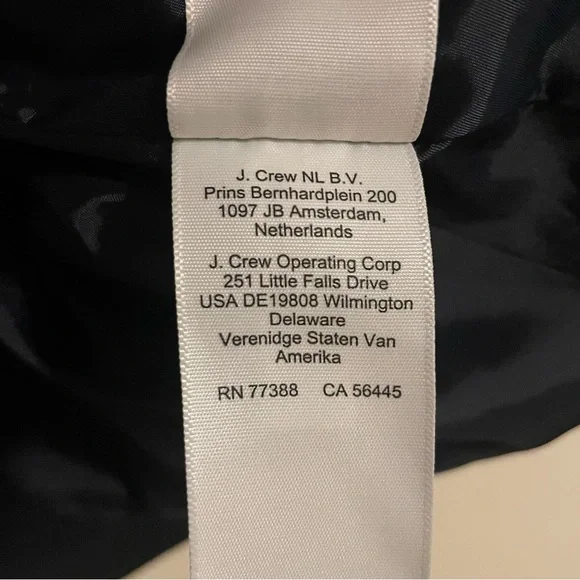 J. Crew NL B.V.
Prins Bernhardplein 200
1097 JB Amsterdam,
Netherlands
J. Crew Operating Corp
251 Little Falls Drive
USA DE19808 Wilmington
Delaware
Verenidge Staten Van
Amerika
RN 77388 CA 56445